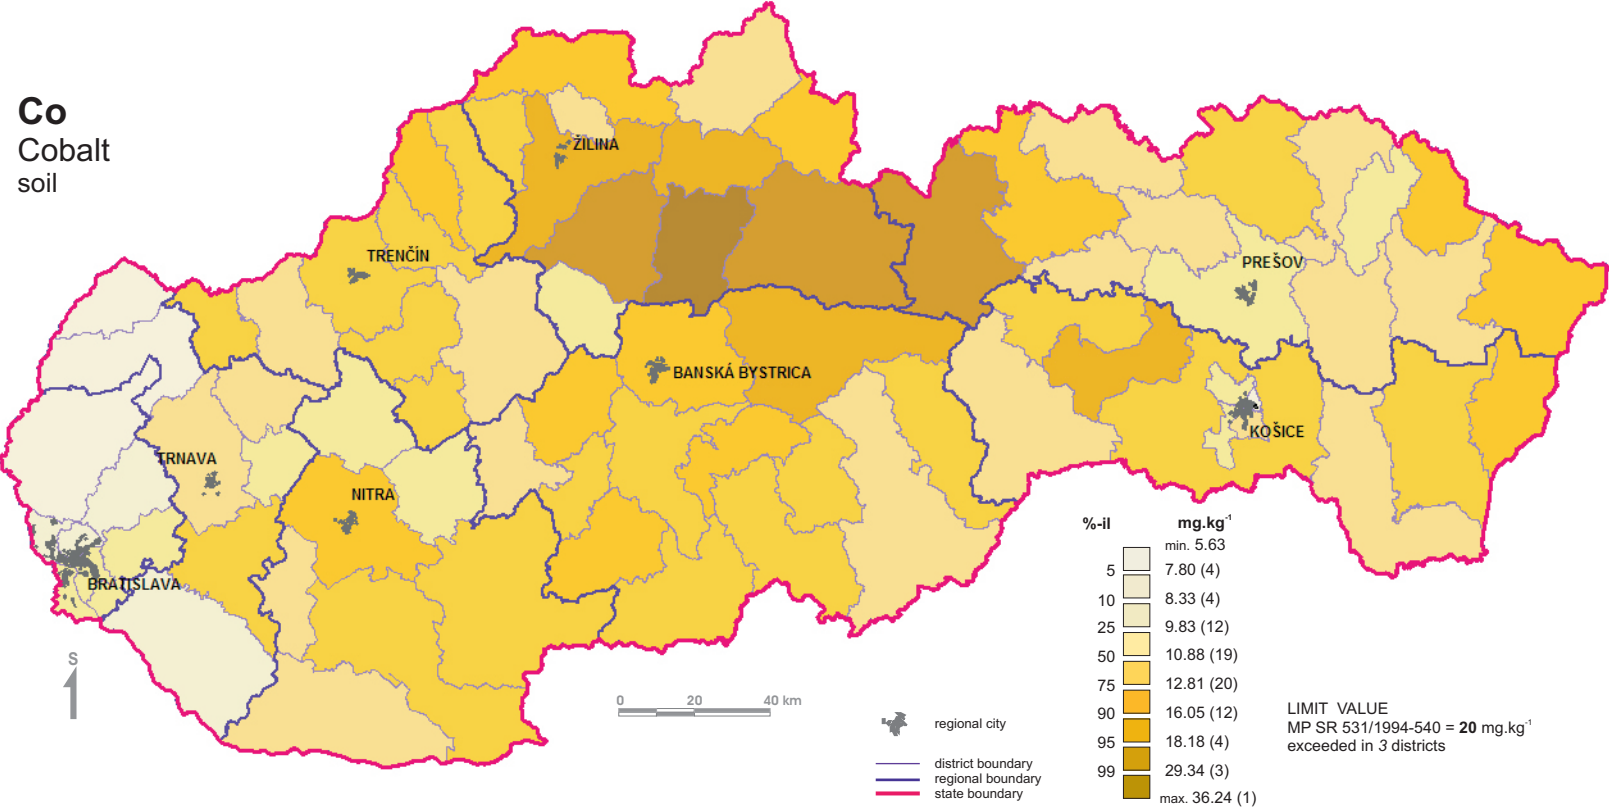 Co
Cobalt
soil
ŽILINA
TRENČÍN
PREŠOV
BANSKÁ BYSTRICA
KOŠICE
TRNAVA
NITRA
BRATISLAVA
S
0 20 40 km
regional city
district boundary
regional boundary
state boundary
%-il mg.kg-1
min. 5.63
5 7.80 (4)
10 8.33 (4)
25 9.83 (12)
50 10.88 (19)
75 12.81 (20)
90 16.05 (12)
95 18.18 (4)
99 29.34 (3)
max. 36.24 (1)
LIMIT VALUE
MP SR 531/1994-540 = 20 mg.kg-1
exceeded in 3 districts